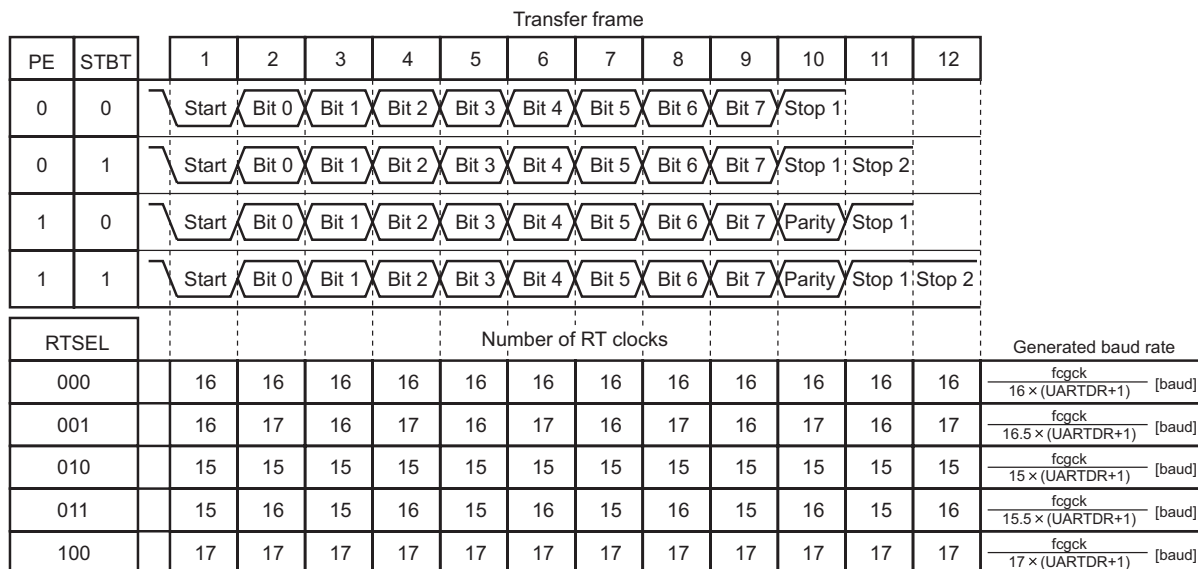 Transfer frame
PE STBT 1 2 3 4 5 6 7 8 9 10 11 12
0 0 Start Bit 0 Bit 1 Bit 2 Bit 3 Bit 4 Bit 5 Bit 6 Bit 7 Stop 1
0 1 Start Bit 0 Bit 1 Bit 2 Bit 3 Bit 4 Bit 5 Bit 6 Bit 7 Stop 1 Stop 2
1 0 Start Bit 0 Bit 1 Bit 2 Bit 3 Bit 4 Bit 5 Bit 6 Bit 7 Parity Stop 1
1 1 Start Bit 0 Bit 1 Bit 2 Bit 3 Bit 4 Bit 5 Bit 6 Bit 7 Parity Stop 1 Stop 2
RTSEL Number of RT clocks Generated baud rate
000 16 16 16 16 16 16 16 16 16 16 16 16 fcgck / 16×(UARTDR+1) [baud]
001 16 17 16 17 16 17 16 17 16 17 16 17 fcgck / 16.5×(UARTDR+1) [baud]
010 15 15 15 15 15 15 15 15 15 15 15 15 fcgck / 15×(UARTDR+1) [baud]
011 15 16 15 16 15 16 15 16 15 16 15 16 fcgck / 15.5×(UARTDR+1) [baud]
100 17 17 17 17 17 17 17 17 17 17 17 17 fcgck / 17×(UARTDR+1) [baud]